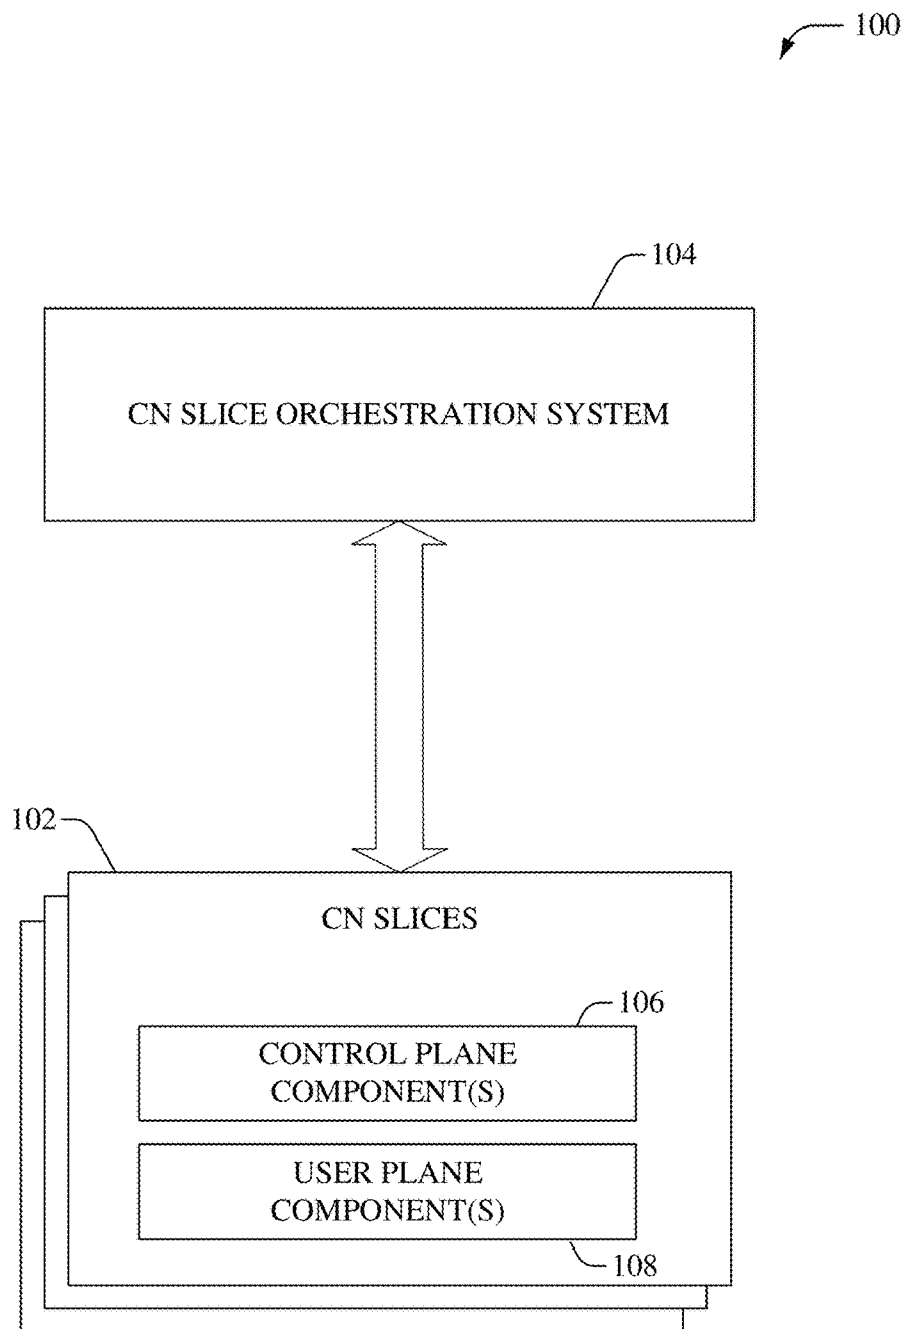 100
104
CN SLICE ORCHESTRATION SYSTEM
102
CN SLICES
106
CONTROL PLANE
COMPONENT(S)
USER PLANE
COMPONENT(S)
108